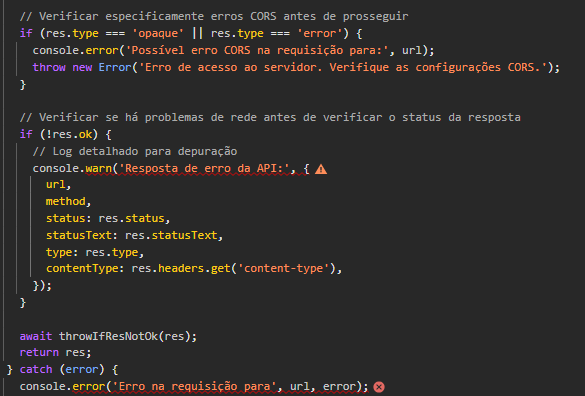 // Verificar especificamente erros CORS antes de prosseguir
if (res.type === 'opaque' || res.type === 'error') {
console.error('Possível erro CORS na requisição para:', url);
throw new Error('Erro de acesso ao servidor. Verifique as configurações CORS.');
}
// Verificar se há problemas de rede antes de verificar o status da resposta
if (!res.ok) {
// Log detalhado para depuração
console.warn('Resposta de erro da API:', {
url,
method,
status: res.status,
statusText: res.statusText,
type: res.type,
contentType: res.headers.get('content-type'),
});
}
await throwIfResNotOk(res);
return res;
} catch (error) {
console.error('Erro na requisição para', url, error);